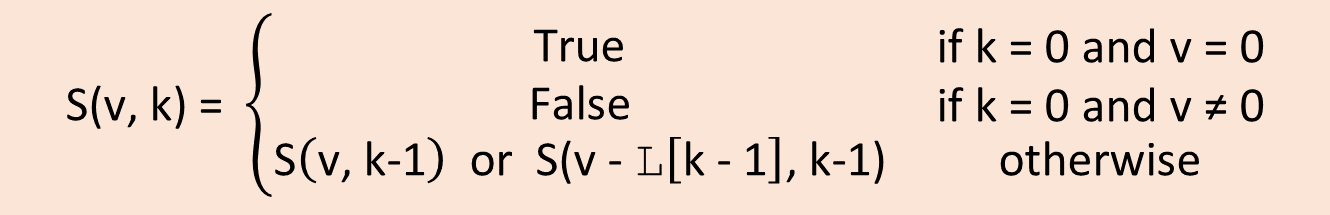 True if k = 0 and v = 0
S(v, k) = False if k = 0 and v ≠ 0
S(v, k-1) or S(v - L[k - 1], k-1) otherwise